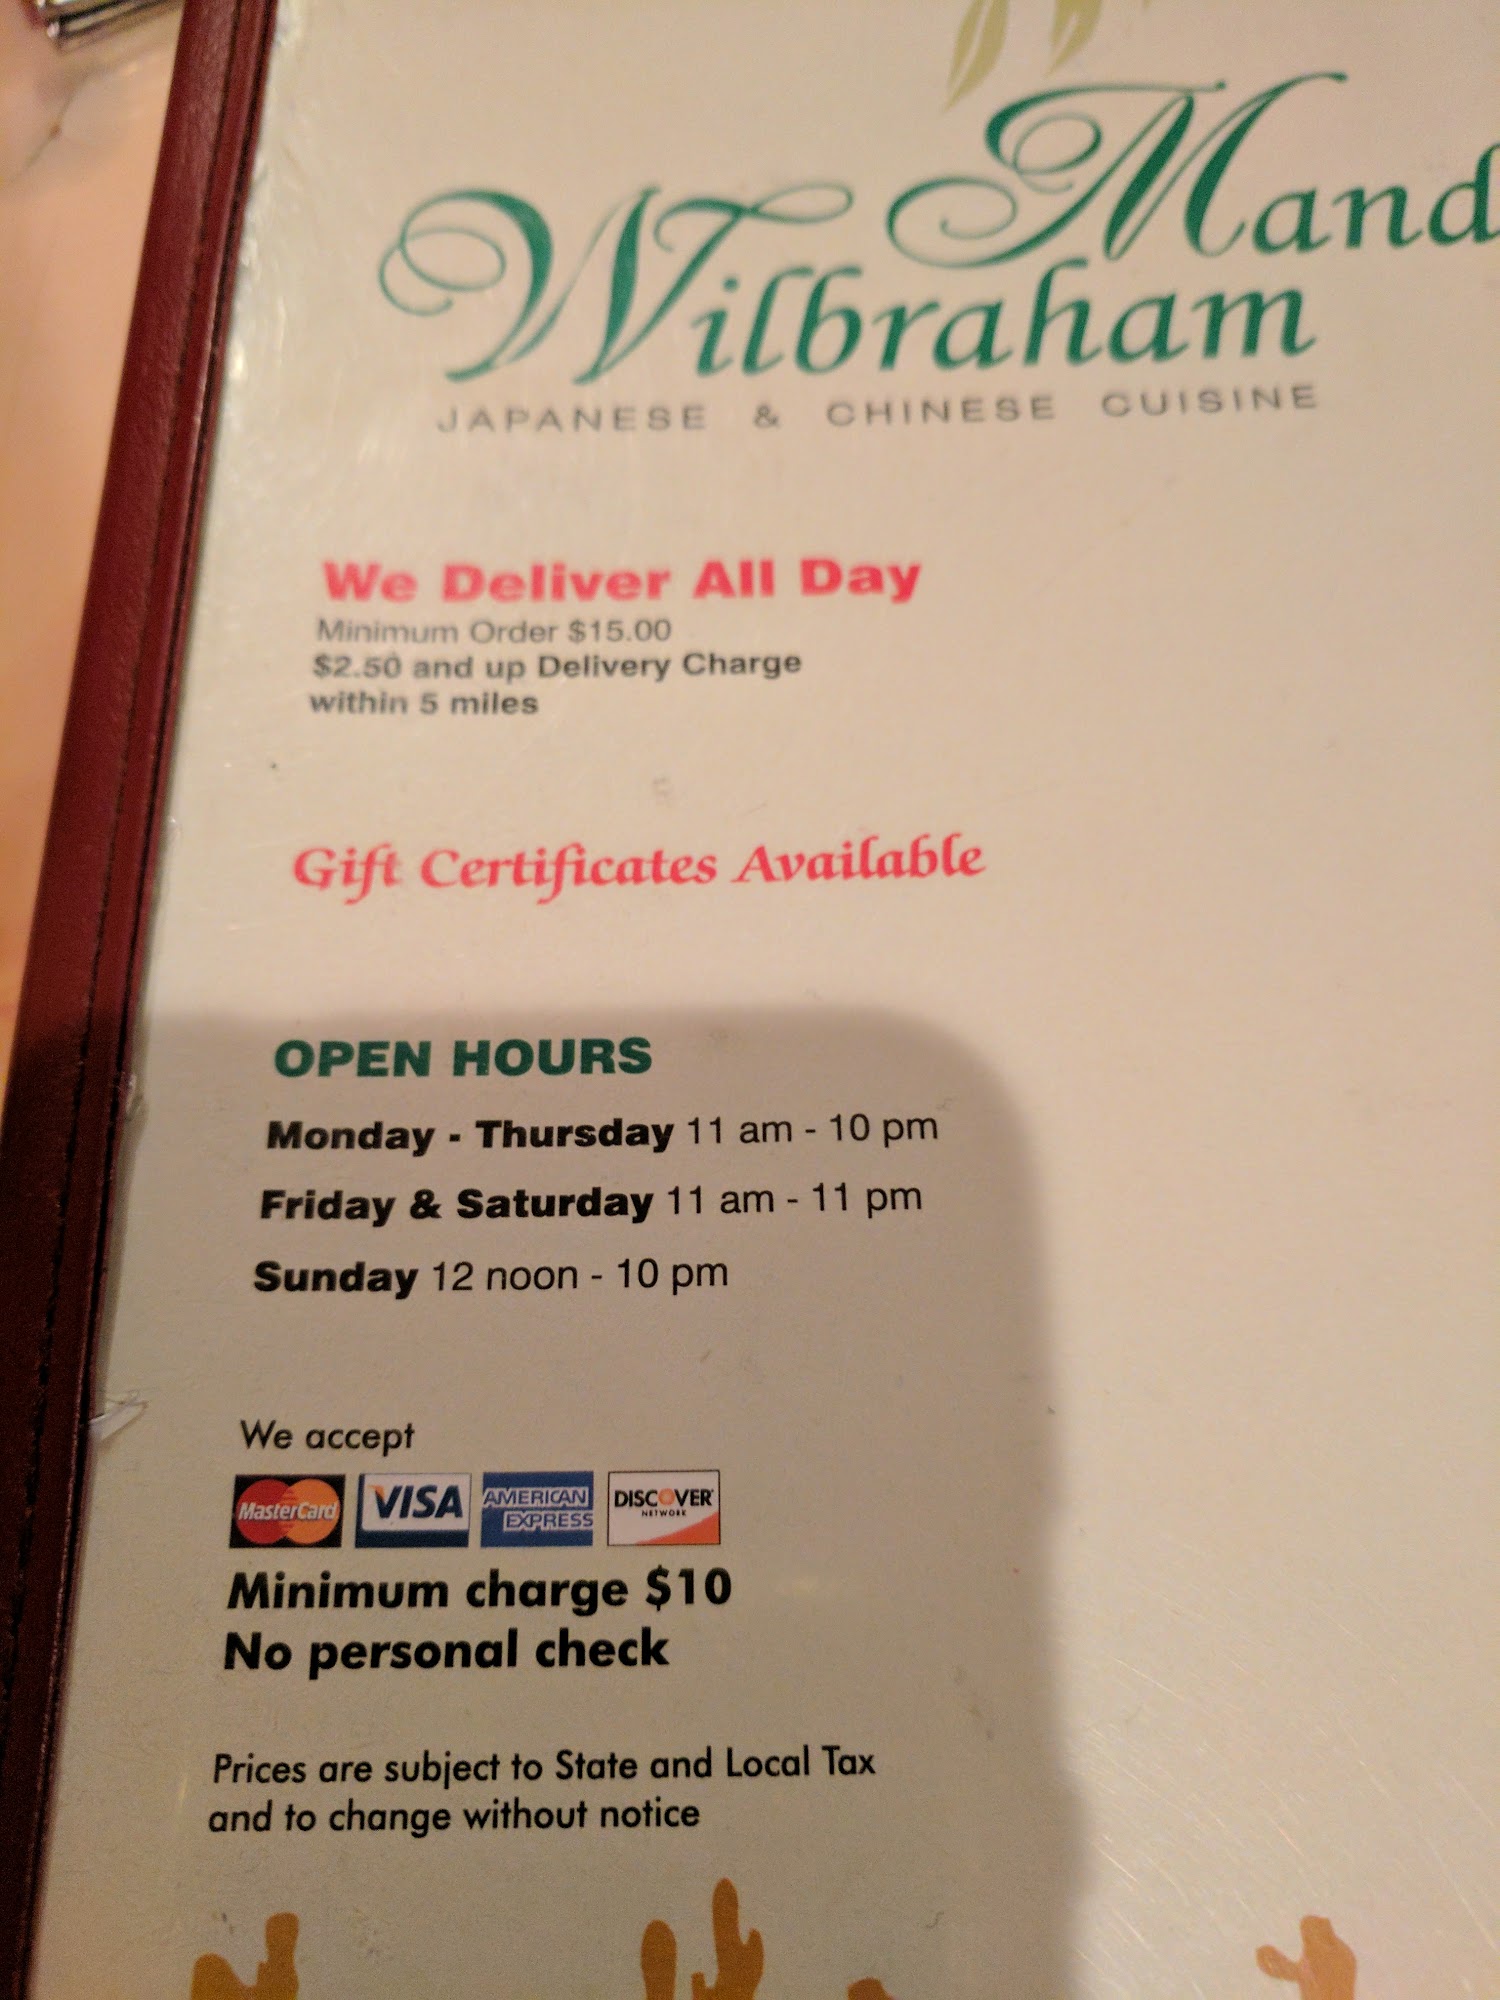 Mand
Wilbraham
JAPANESE & CHINESE CUISINE
We Deliver All Day
Minimum Order $15.00
$2.50 and up Delivery Charge
within 5 miles
Gift Certificates Available
OPEN HOURS
Monday - Thursday 11 am - 10 pm
Friday & Saturday 11 am - 11 pm
Sunday 12 noon - 10 pm
We accept
MasterCard VISA AMERICAN EXPRESS DISCOVER NETWORK
Minimum charge $10
No personal check
Prices are subject to State and Local Tax
and to change without notice